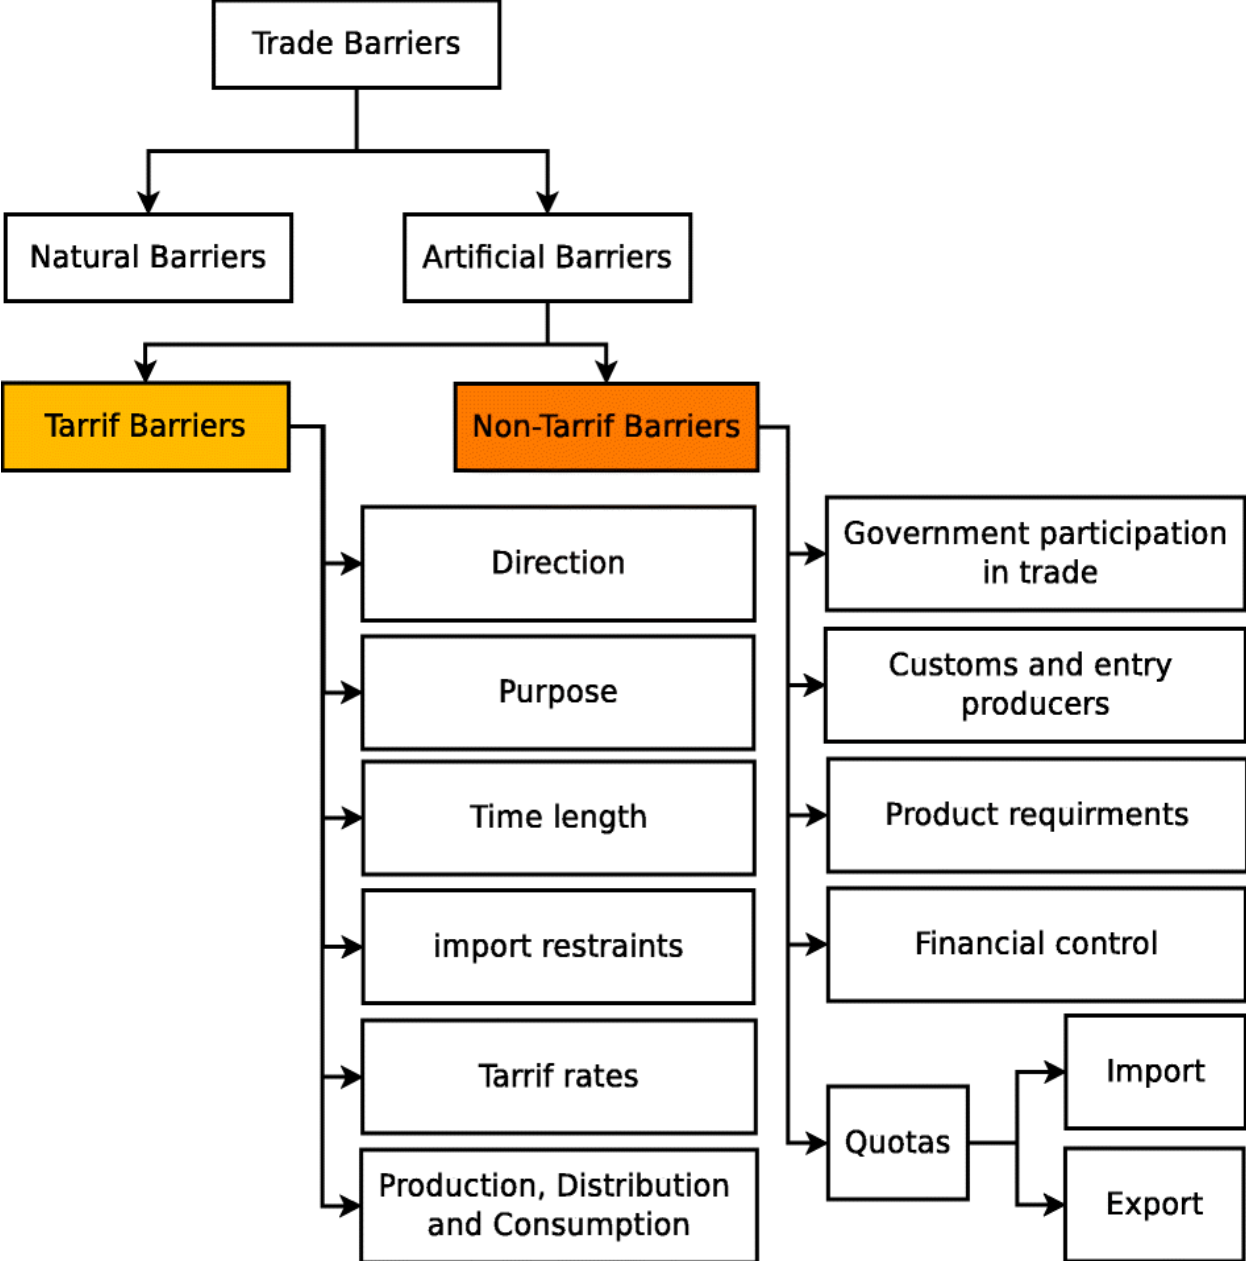 Trade Barriers
Natural Barriers
Artificial Barriers
Tarrif Barriers
Non-Tarrif Barriers
Direction
Purpose
Time length
import restraints
Tarrif rates
Production, Distribution
and Consumption
Government participation
in trade
Customs and entry
producers
Product requirments
Financial control
Quotas
Import
Export